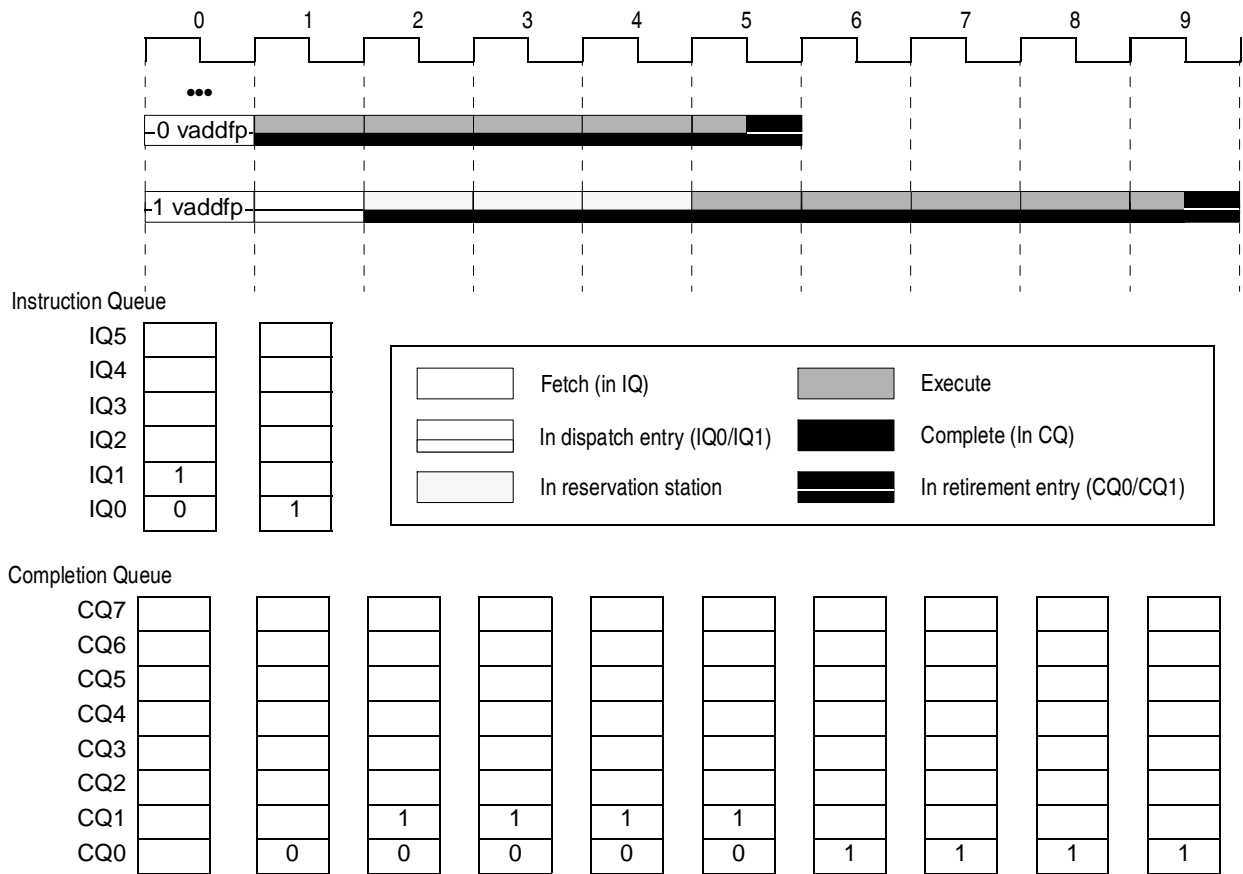 0 1 2 3 4 5 6 7 8 9
•••
0 vaddfp
1 vaddfp
Instruction Queue
IQ5
IQ4
IQ3
IQ2
IQ1 1
IQ0 0 1
Fetch (in IQ) Execute
In dispatch entry (IQ0/IQ1) Complete (In CQ)
In reservation station In retirement entry (CQ0/CQ1)
Completion Queue
CQ7
CQ6
CQ5
CQ4
CQ3
CQ2
CQ1 1 1 1 1
CQ0 0 0 0 0 0 1 1 1 1